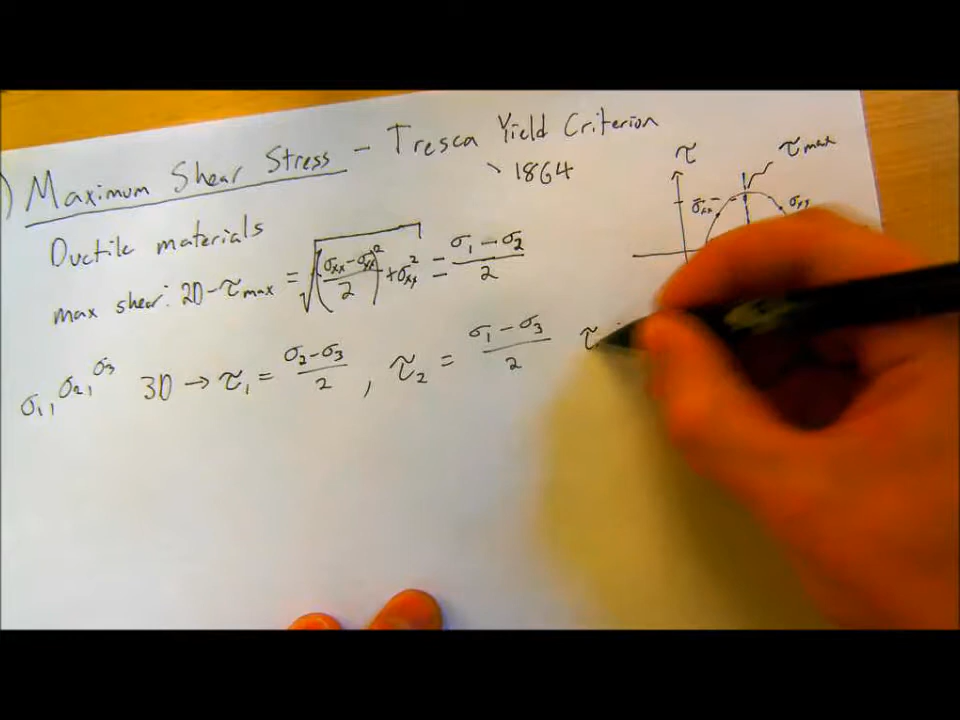 ) Maximum Shear Stress - Tresca Yield Criterion
1864
τ τmax
σxx σyy
Ductile materials
max shear: 2D - τmax = √((σxx-σyy)/2)² + σxy² = (σ1-σ2)/2
σ1, σ2, σ3 3D → τ1 = (σ2-σ3)/2 , τ2 = (σ1-σ3)/2 τ